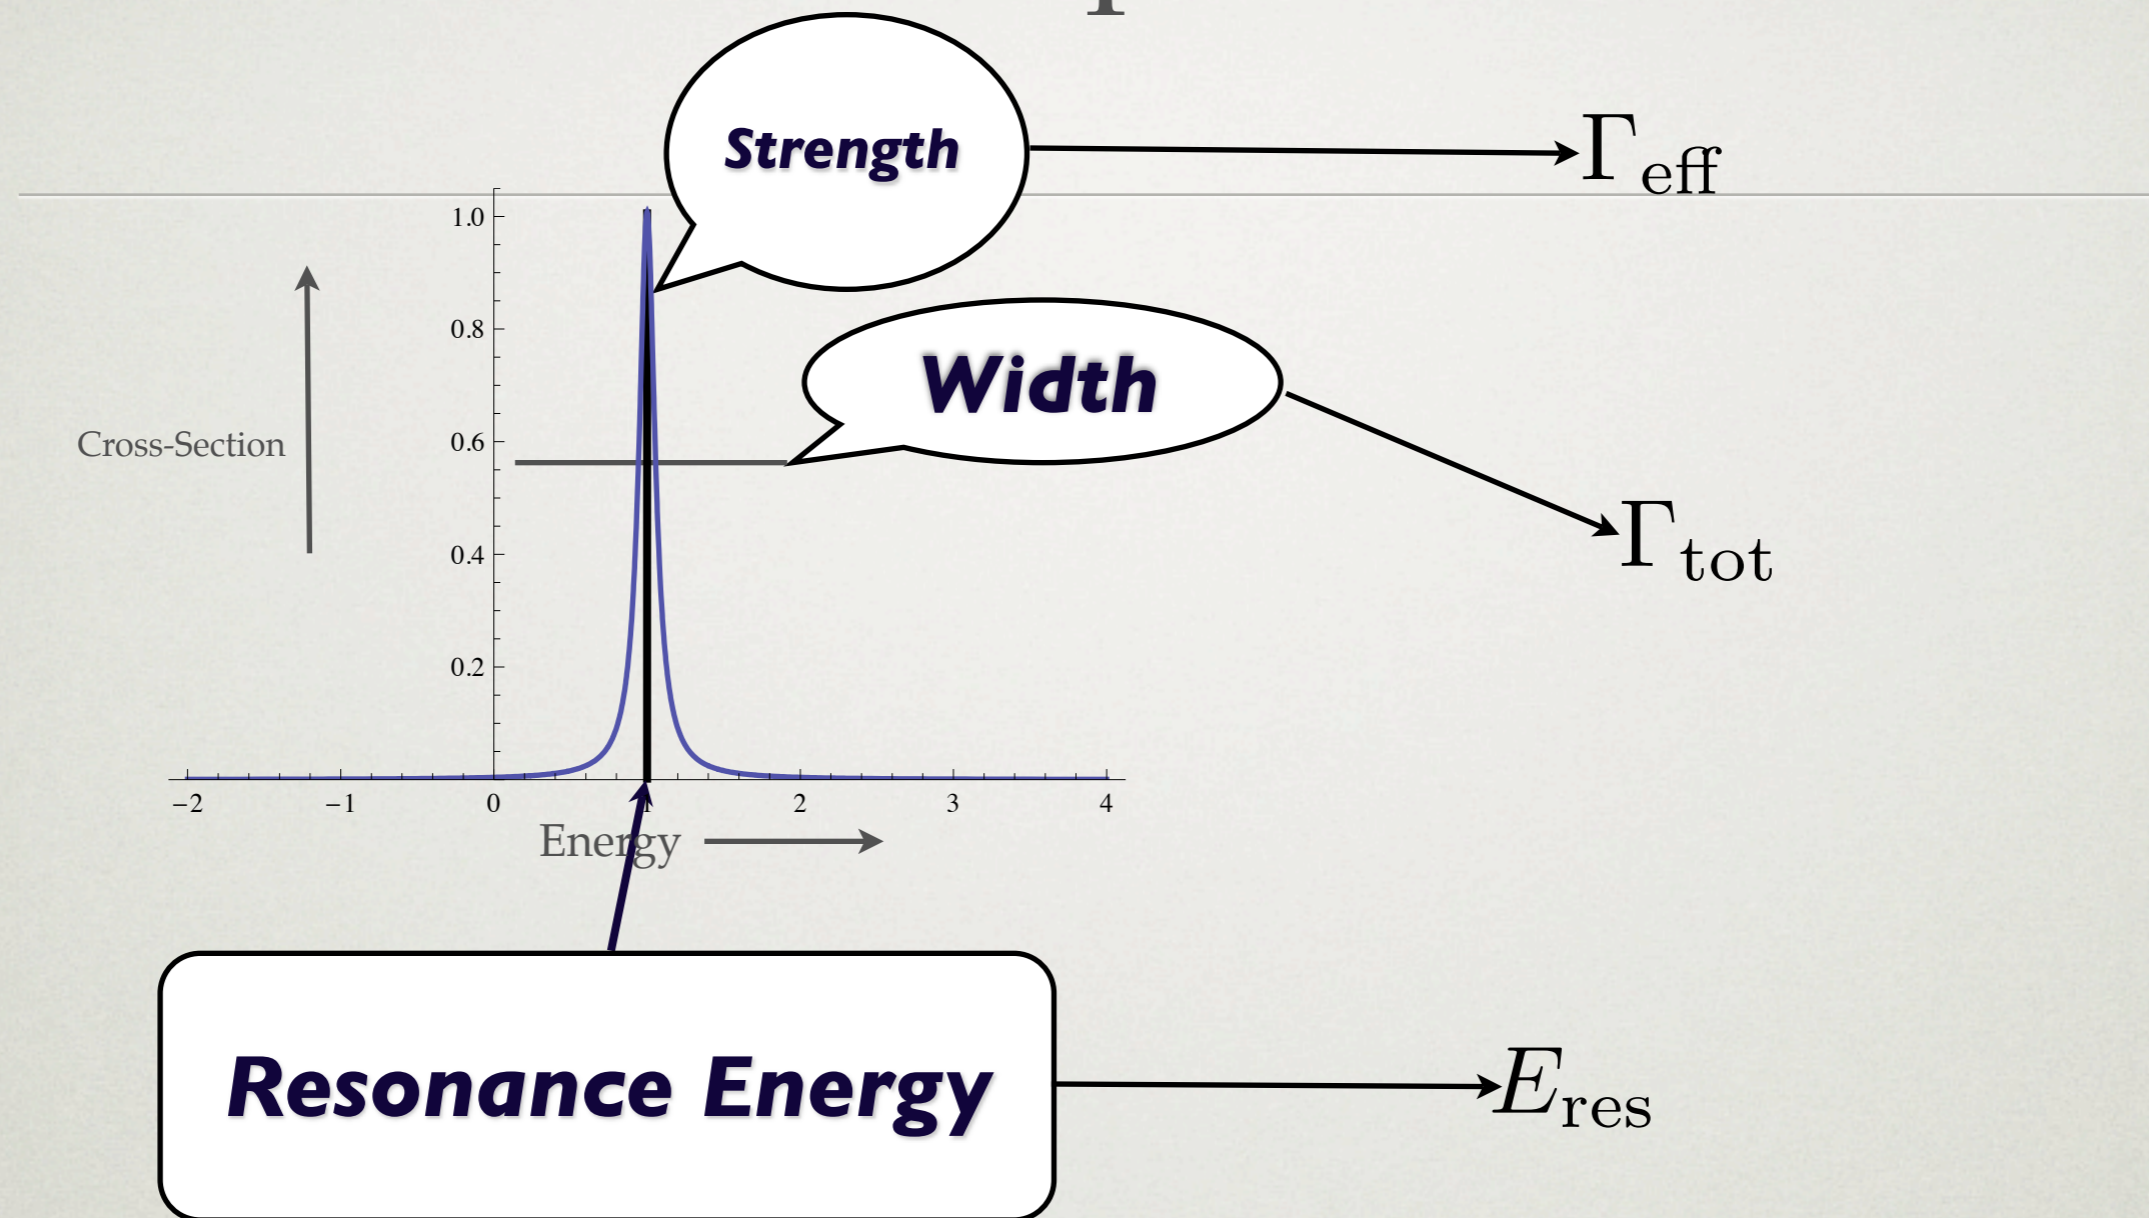 Strength
Γeff
1.0
0.8
Width
Cross-Section
0.6
Γtot
0.4
0.2
−2 −1 0 1 2 3 4
Energy
Resonance Energy
Eres